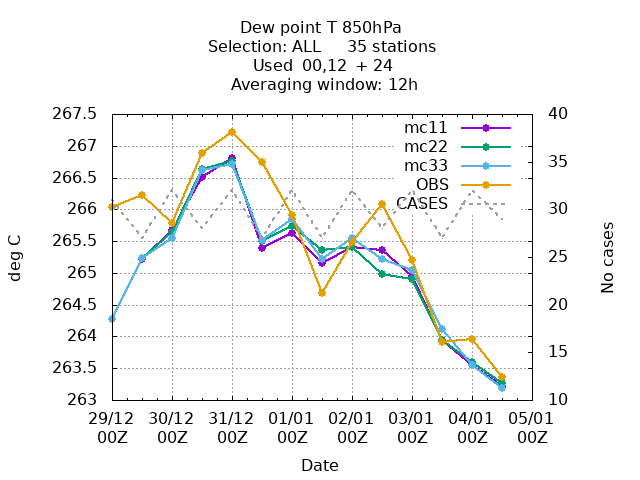 Dew point T 850hPa
Selection: ALL     35 stations
Used  00,12  + 24
Averaging window: 12h
267.5
267
266.5
266
265.5
265
264.5
264
263.5
263
40
35
30
25
20
15
10
mc11
mc22
mc33
OBS
CASES
deg C
No cases
29/12 30/12 31/12 01/01 02/01 03/01 04/01 05/01
00Z 00Z 00Z 00Z 00Z 00Z 00Z 00Z
Date